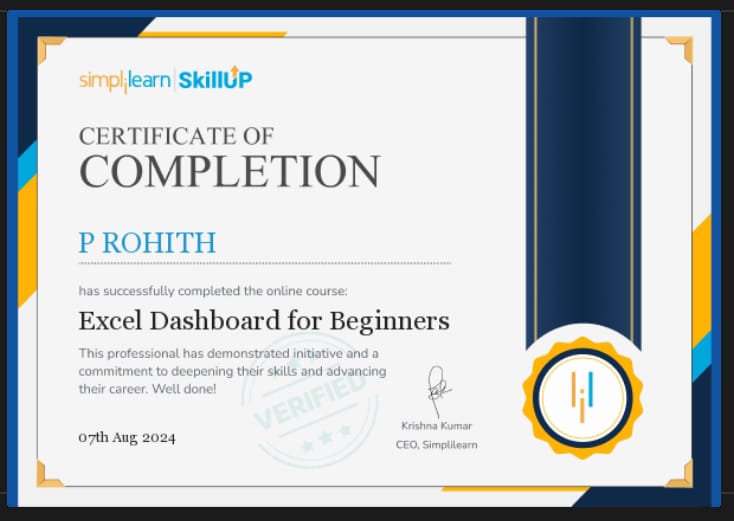 simplilearn | SkillUP
CERTIFICATE OF
COMPLETION
P ROHITH
has successfully completed the online course:
Excel Dashboard for Beginners
This professional has demonstrated initiative and a
commitment to deepening their skills and advancing
their career. Well done!
VERIFIED
07th Aug 2024
Krishna Kumar
CEO, Simplilearn